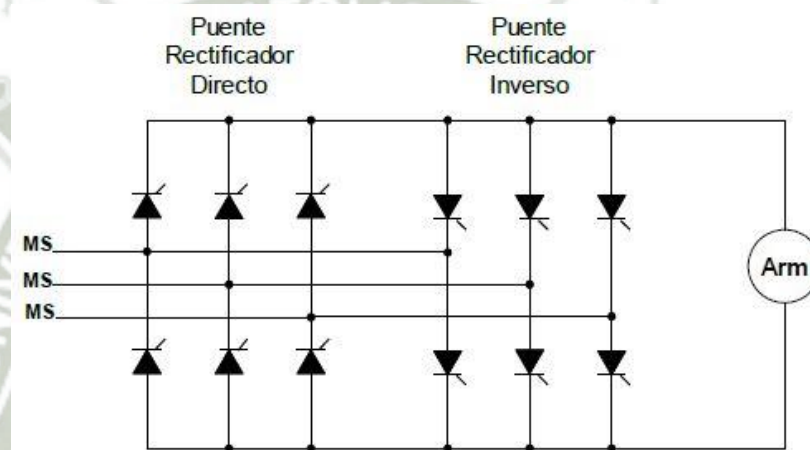 Puente
Rectificador
Directo
Puente
Rectificador
Inverso
MS
MS
MS
Arm